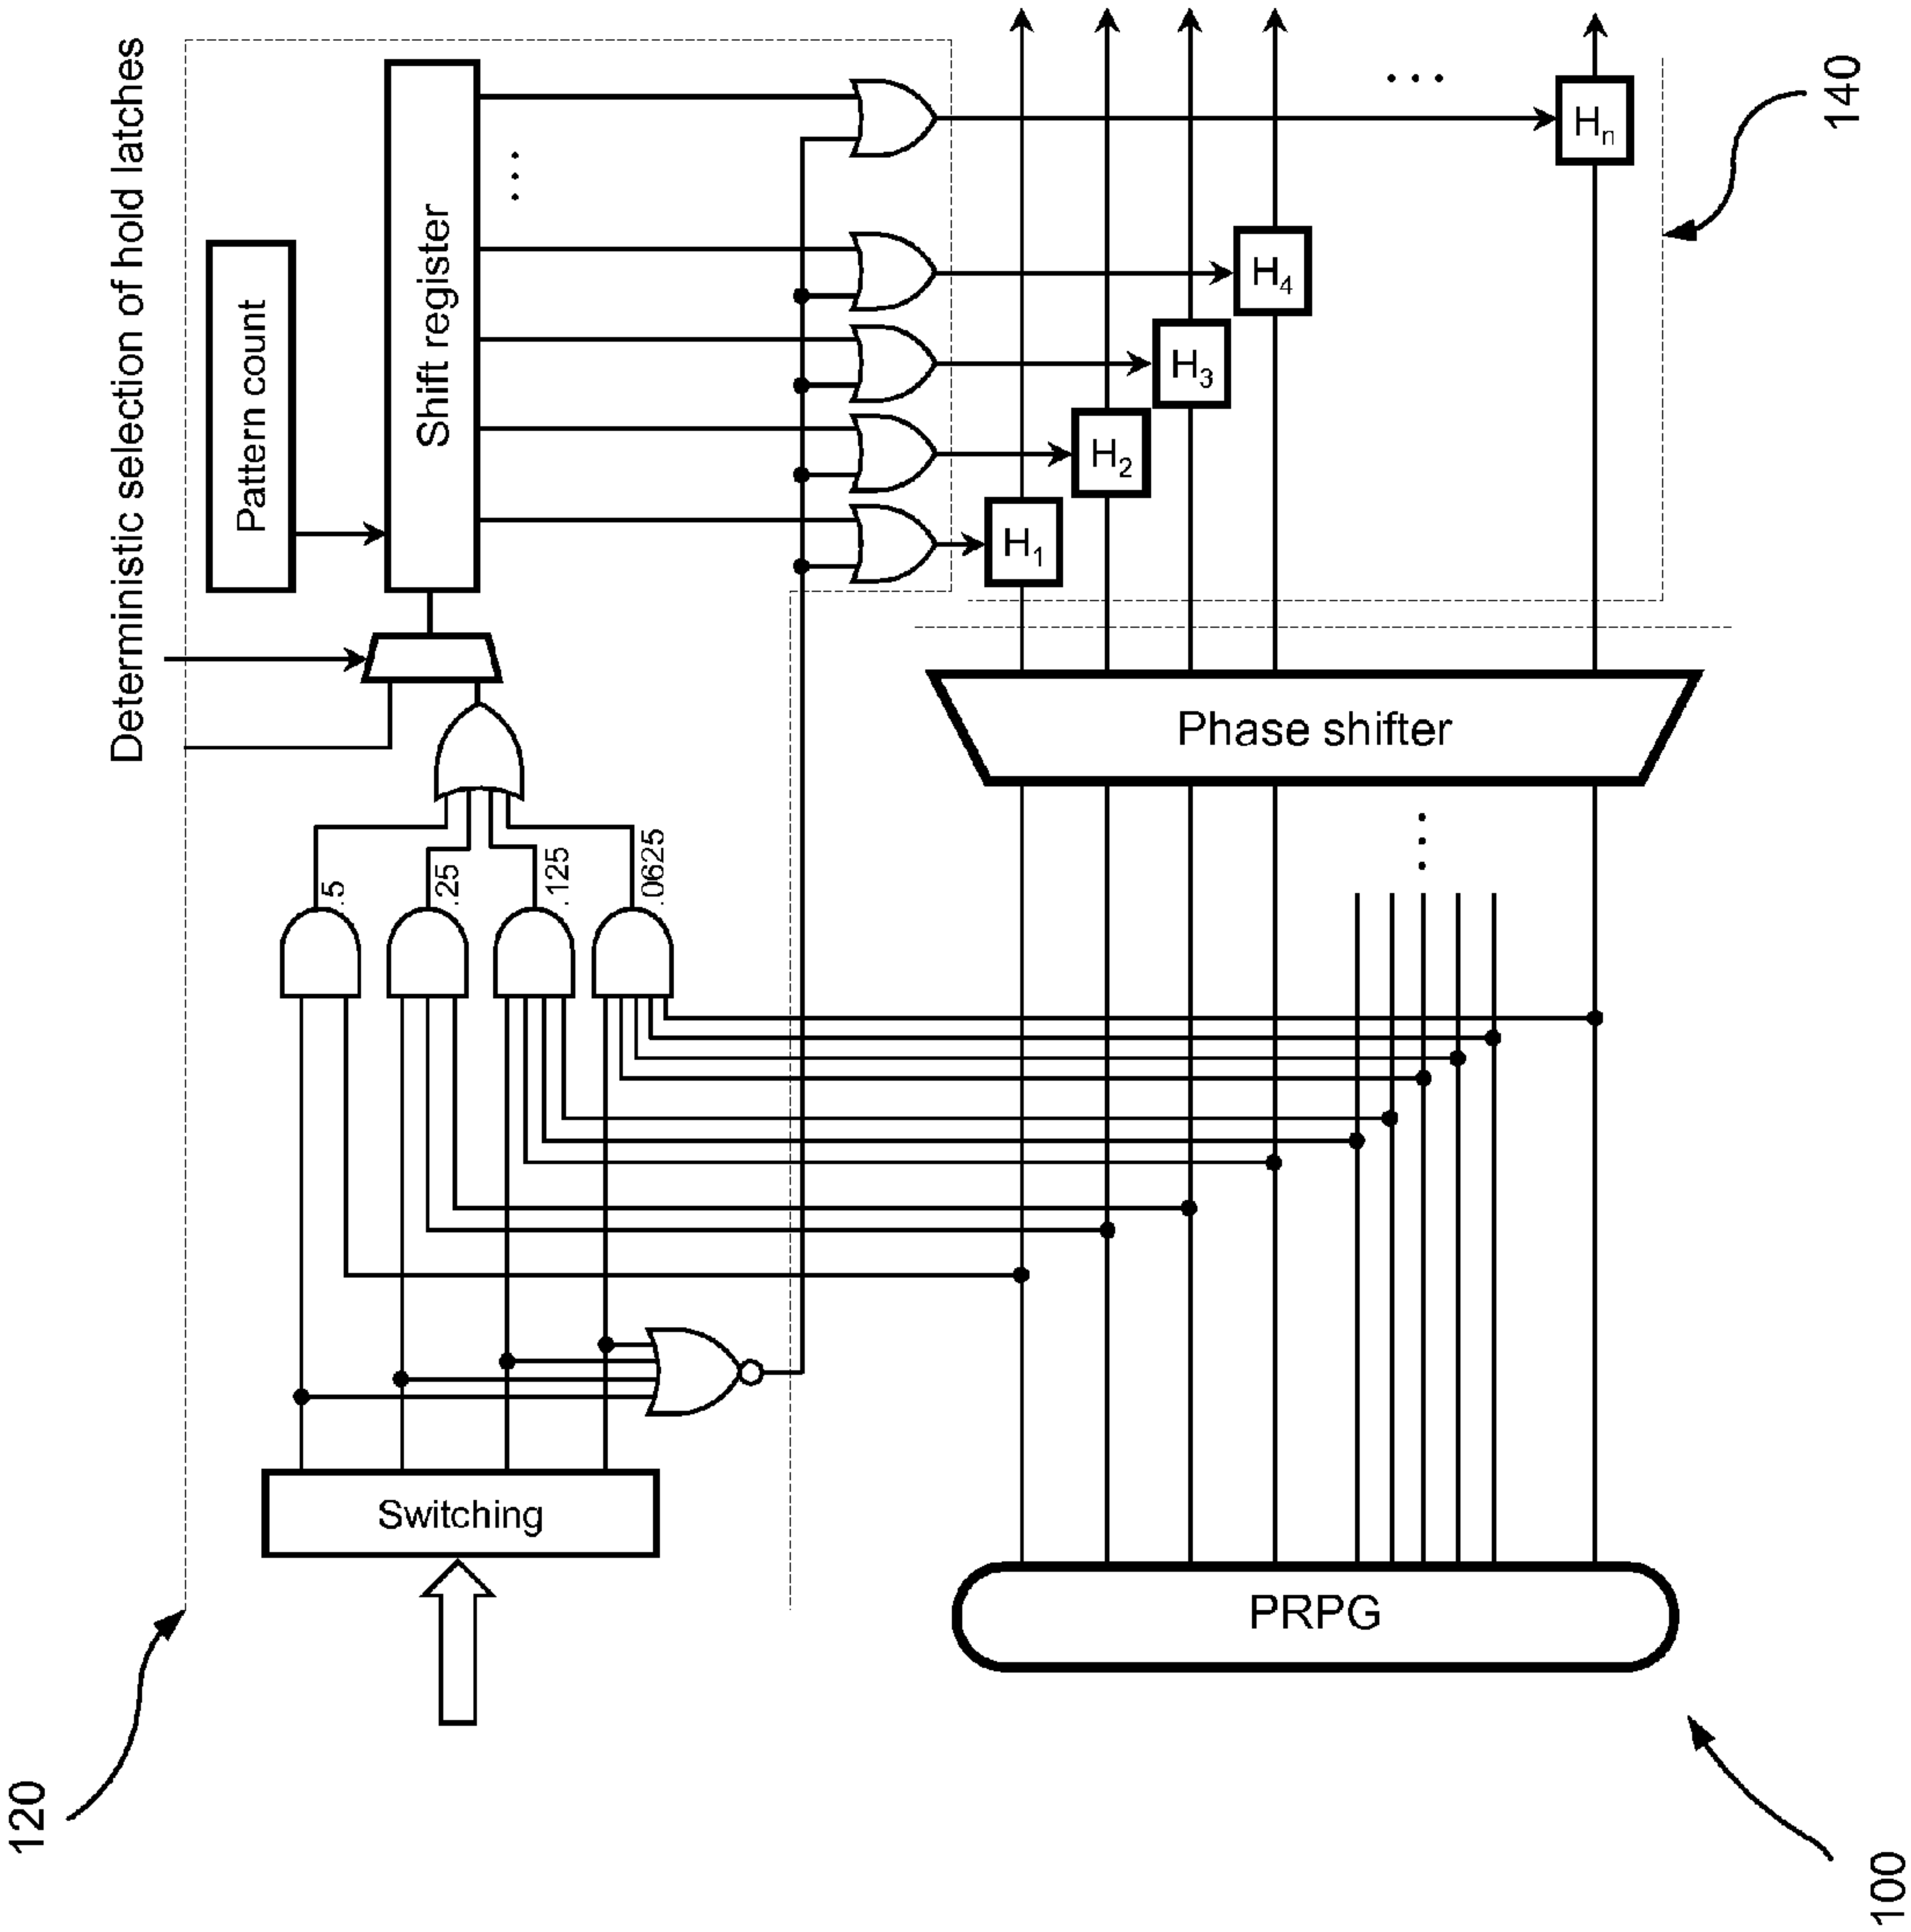 Deterministic selection of hold latches
Pattern count
Shift register
.5
.25
.125
.0625
Switching
H1
H2
H3
H4
Hn
Phase shifter
PRPG
120
140
100